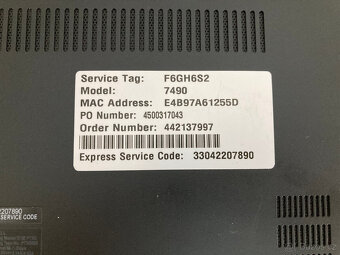 Service Tag: F6GH6S2
Model: 7490
MAC Address: E4B97A61255D
PO Number: 4500317043
Order Number: 442137997
Express Service Code: 33042207890
2207890
SERVICE CODE